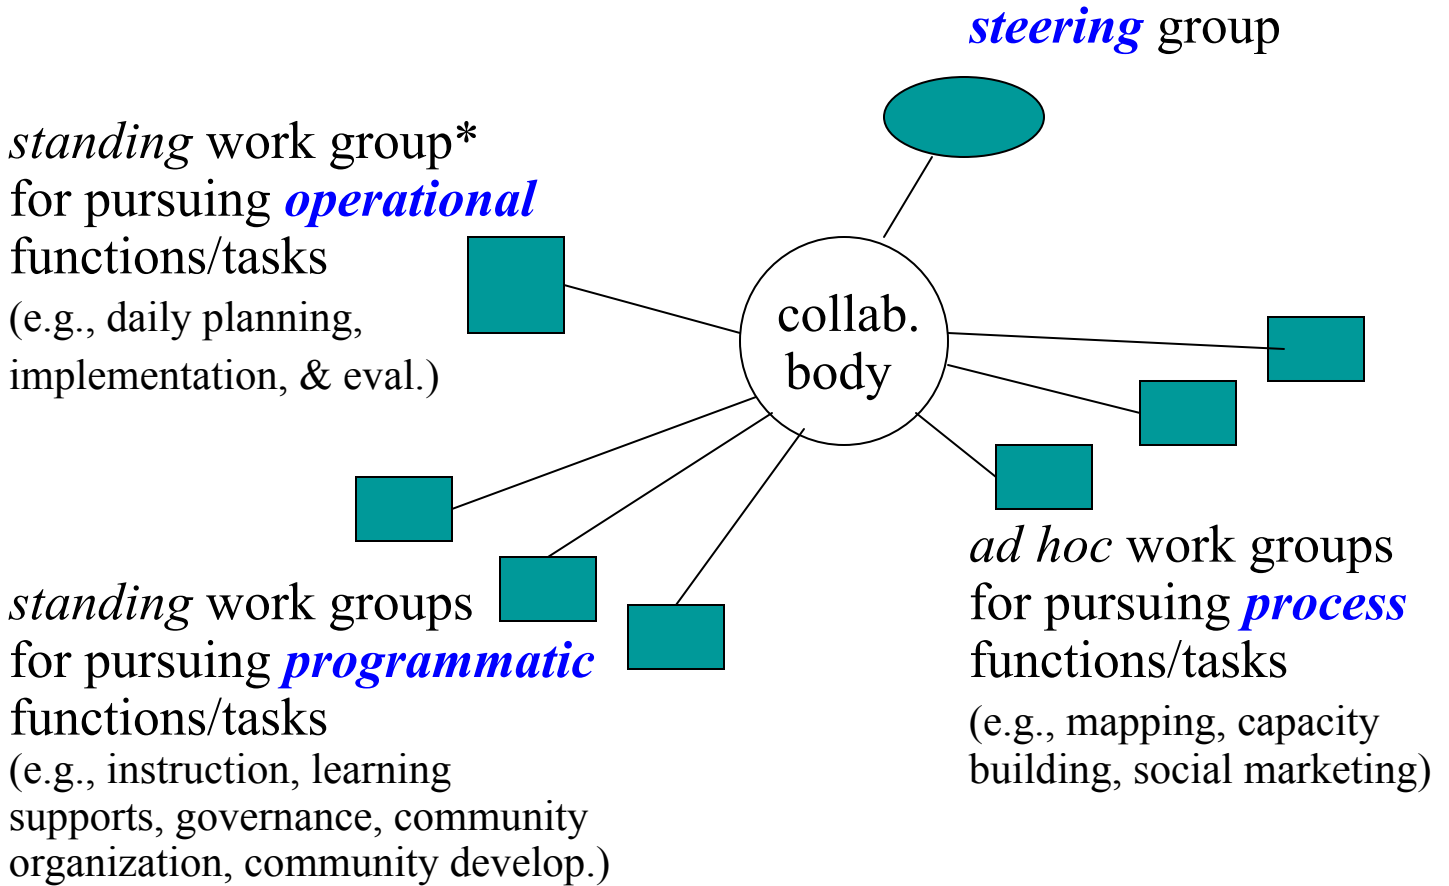 steering group
standing work group*
for pursuing operational
functions/tasks
(e.g., daily planning,
implementation, & eval.)
collab.
body
standing work groups
for pursuing programmatic
functions/tasks
(e.g., instruction, learning
supports, governance, community
organization, community develop.)
ad hoc work groups
for pursuing process
functions/tasks
(e.g., mapping, capacity
building, social marketing)